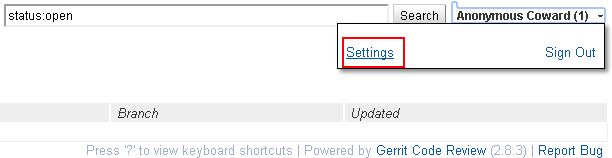 status:open Search Anonymous Coward (1)
Settings Sign Out
Branch Updated
Press '?' to view keyboard shortcuts | Powered by Gerrit Code Review (2.8.3) | Report Bug